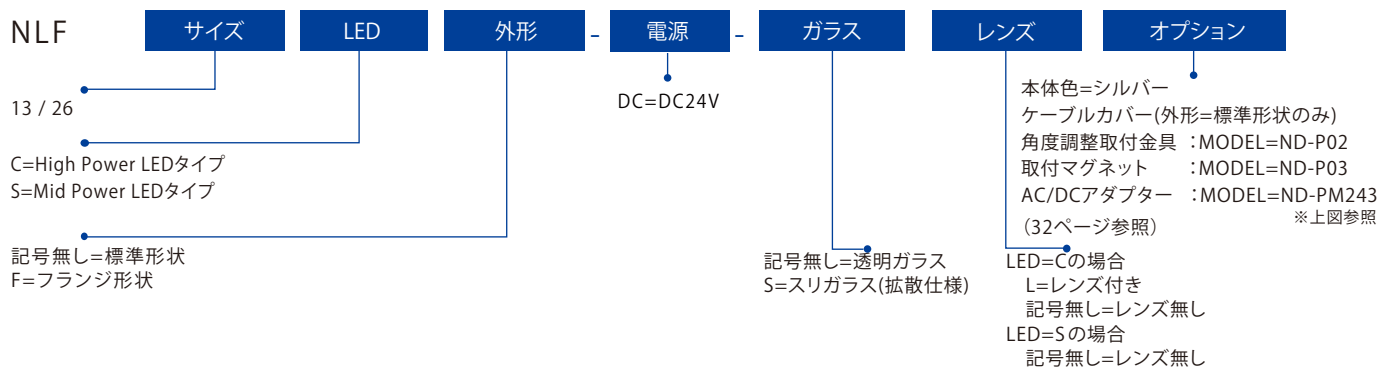 NLF サイズ LED 外形 - 電源 - ガラス レンズ オプション
13 / 26
C=High Power LEDタイプ
S=Mid Power LEDタイプ
記号無し=標準形状
F=フランジ形状
DC=DC24V
記号無し=透明ガラス
S=スリガラス(拡散仕様)
本体色=シルバー
ケーブルカバー(外形=標準形状のみ)
角度調整取付金具 :MODEL=ND-P02
取付マグネット :MODEL=ND-P03
AC/DCアダプター :MODEL=ND-PM243
※上図参照
(32ページ参照)
LED=Cの場合
L=レンズ付き
記号無し=レンズ無し
LED=Sの場合
記号無し=レンズ無し